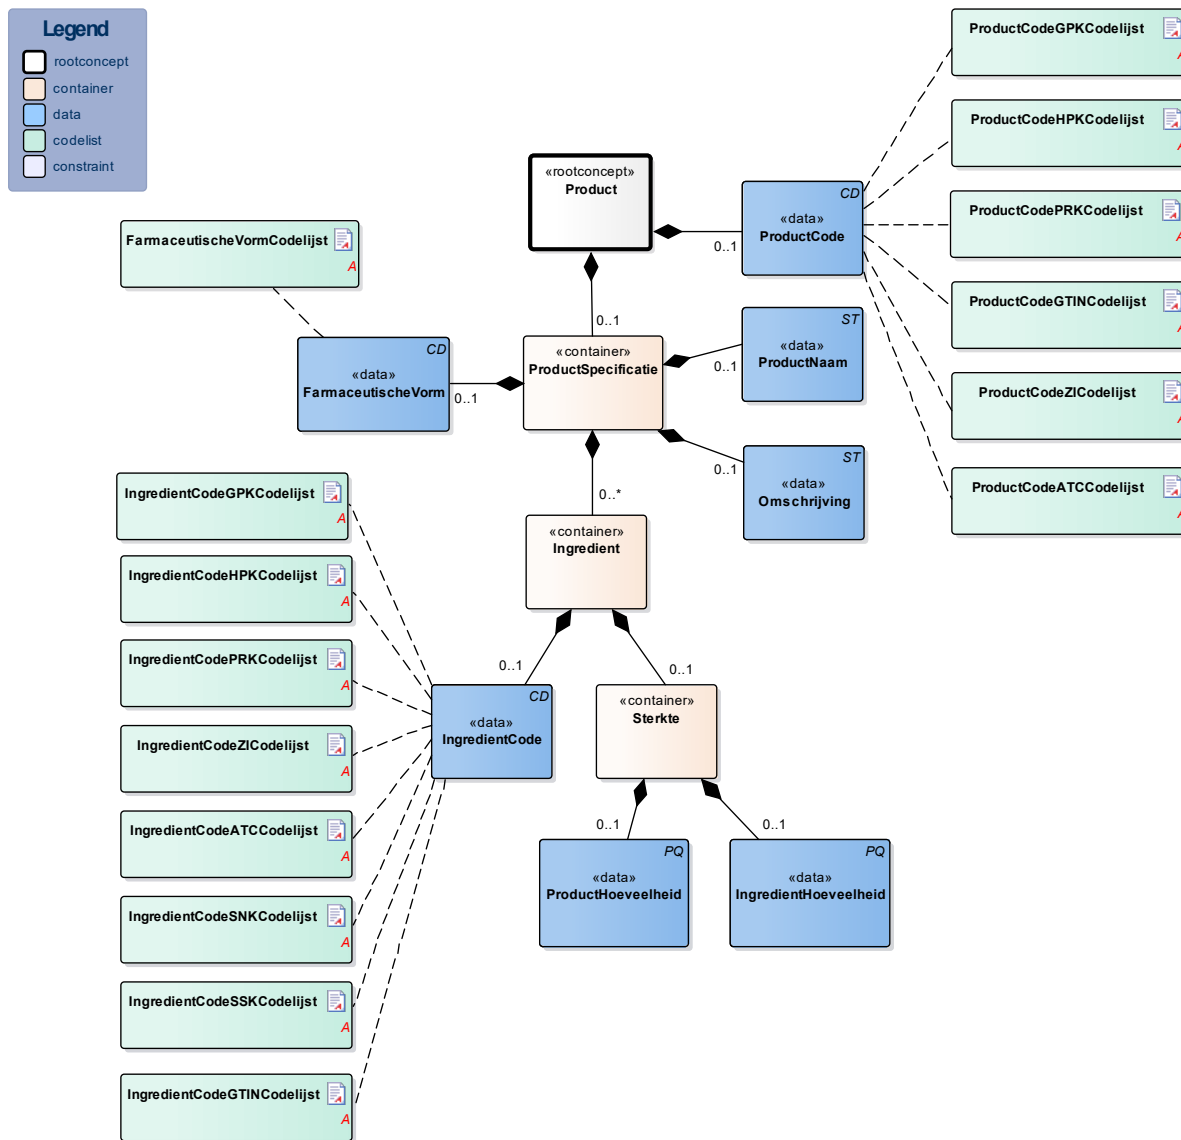 Legend
rootconcept
container
data
codelist
constraint
ProductCodeGPKCodelijst
A
ProductCodeHPKCodelijst
A
ProductCodePRKCodelijst
A
ProductCodeGTINCodelijst
A
ProductCodeZICodelijst
A
ProductCodeATCCodelijst
A
«rootconcept»
Product
CD
«data»
ProductCode
0..1
0..1
FarmaceutischeVormCodelijst
A
CD
«data»
FarmaceutischeVorm
0..1
«container»
ProductSpecificatie
ST
«data»
ProductNaam
0..1
ST
«data»
Omschrijving
0..1
0..*
«container»
Ingredient
0..1
0..1
IngredientCodeGPKCodelijst
A
IngredientCodeHPKCodelijst
A
IngredientCodePRKCodelijst
A
IngredientCodeZICodelijst
A
IngredientCodeATCCodelijst
A
IngredientCodeSNKCodelijst
A
IngredientCodeSSKCodelijst
A
IngredientCodeGTINCodelijst
A
CD
«data»
IngredientCode
«container»
Sterkte
0..1
0..1
PQ
«data»
ProductHoeveelheid
PQ
«data»
IngredientHoeveelheid